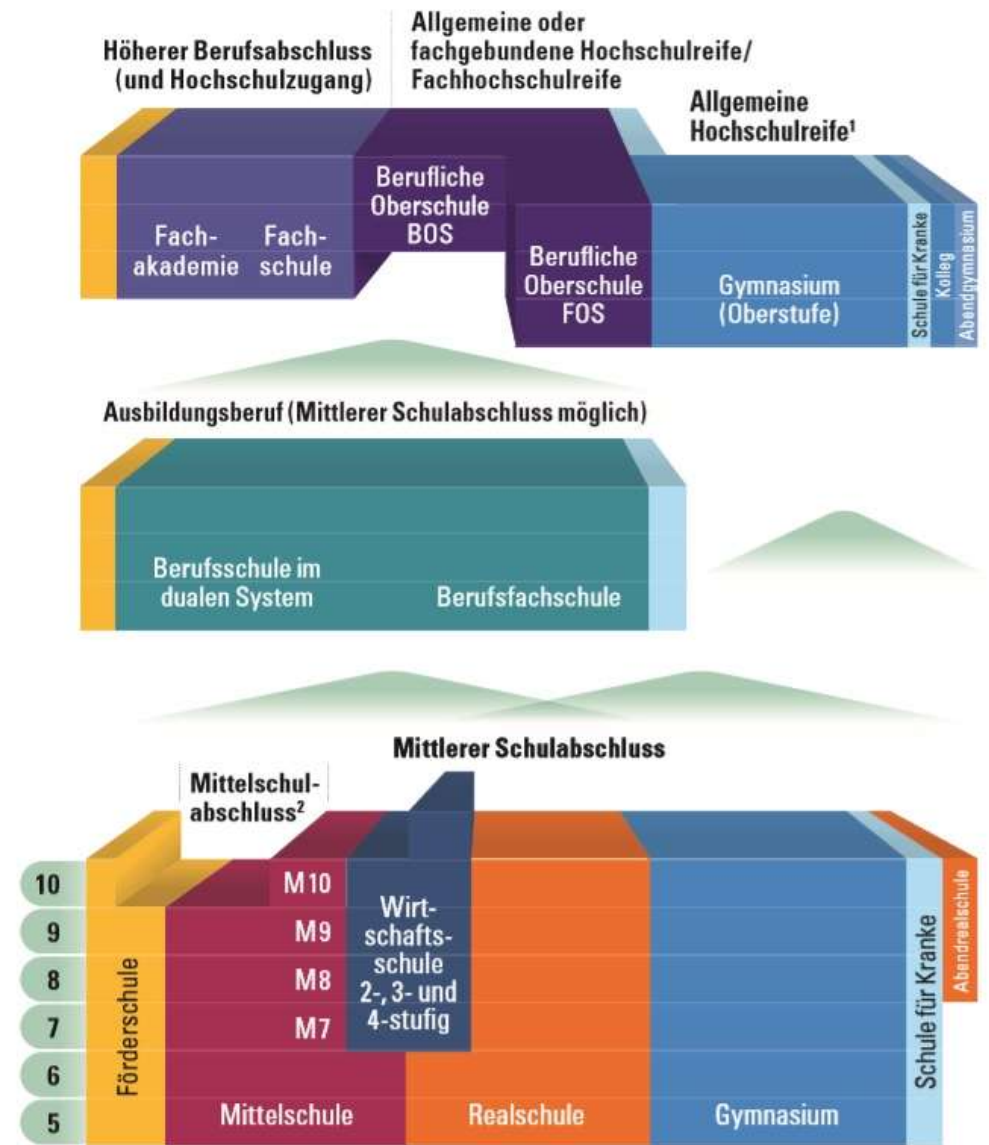 Höherer Berufsabschluss
(und Hochschulzugang)
Allgemeine oder
fachgebundene Hochschulreife/
Fachhochschulreife
Allgemeine
Hochschulreife¹
Fach-
akademie
Fach-
schule
Berufliche
Oberschule
BOS
Berufliche
Oberschule
FOS
Gymnasium
(Oberstufe)
Schule für Kranke
Kolleg
Abendgymnasium
Ausbildungsberuf (Mittlerer Schulabschluss möglich)
Berufsschule im
dualen System
Berufsfachschule
Mittlerer Schulabschluss
Mittelschul-
abschluss²
10
9
8
7
6
5
Förderschule
M10
M9
M8
M7
Mittelschule
Wirt-
schafts-
schule
2-, 3- und
4-stufig
Realschule
Gymnasium
Schule für Kranke
Abendrealschule